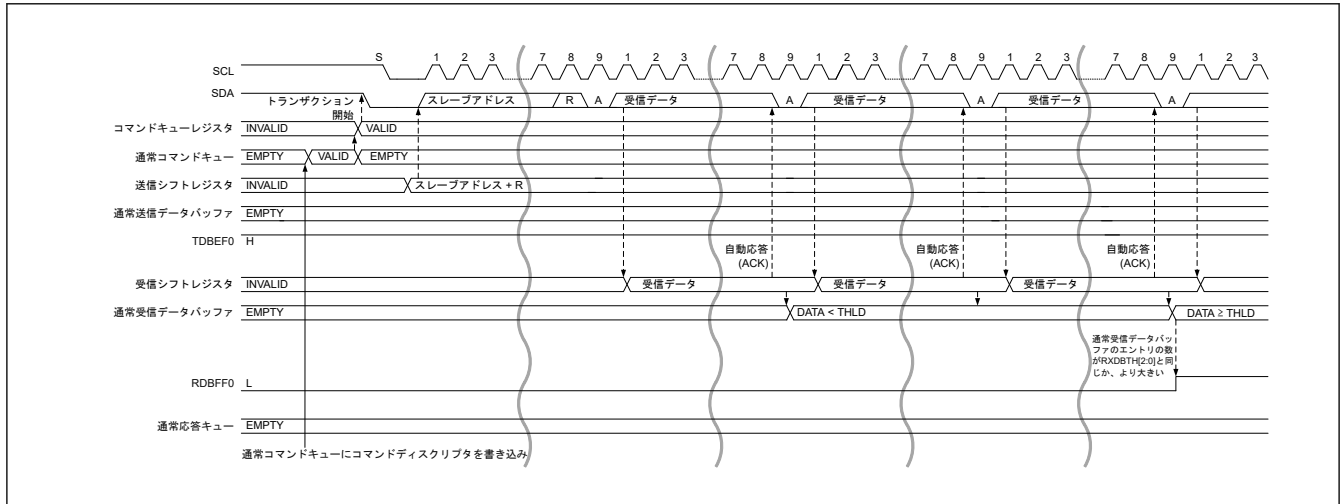 S 1 2 3 7 8 9 1 2 3 7 8 9 1 2 3 7 8 9 1 2 3 7 8 9 1 2 3
SCL
SDA スレーブアドレス R A 受信データ A 受信データ A 受信データ A
トランザクション
開始
コマンドキューレジスタ INVALID VALID
通常コマンドキュー EMPTY VALID EMPTY
送信シフトレジスタ INVALID スレーブアドレス + R
通常送信データバッファ EMPTY
TDBEF0 H
自動応答
(ACK)
自動応答
(ACK)
自動応答
(ACK)
受信シフトレジスタ INVALID 受信データ 受信データ 受信データ
通常受信データバッファ EMPTY DATA < THLD DATA ≥ THLD
通常受信データバッ
ファのエントリの数
がRXDBTH[2:0]と同
じか、より大きい
RDBFF0 L
通常応答キュー EMPTY
通常コマンドキューにコマンドディスクリプタを書き込み